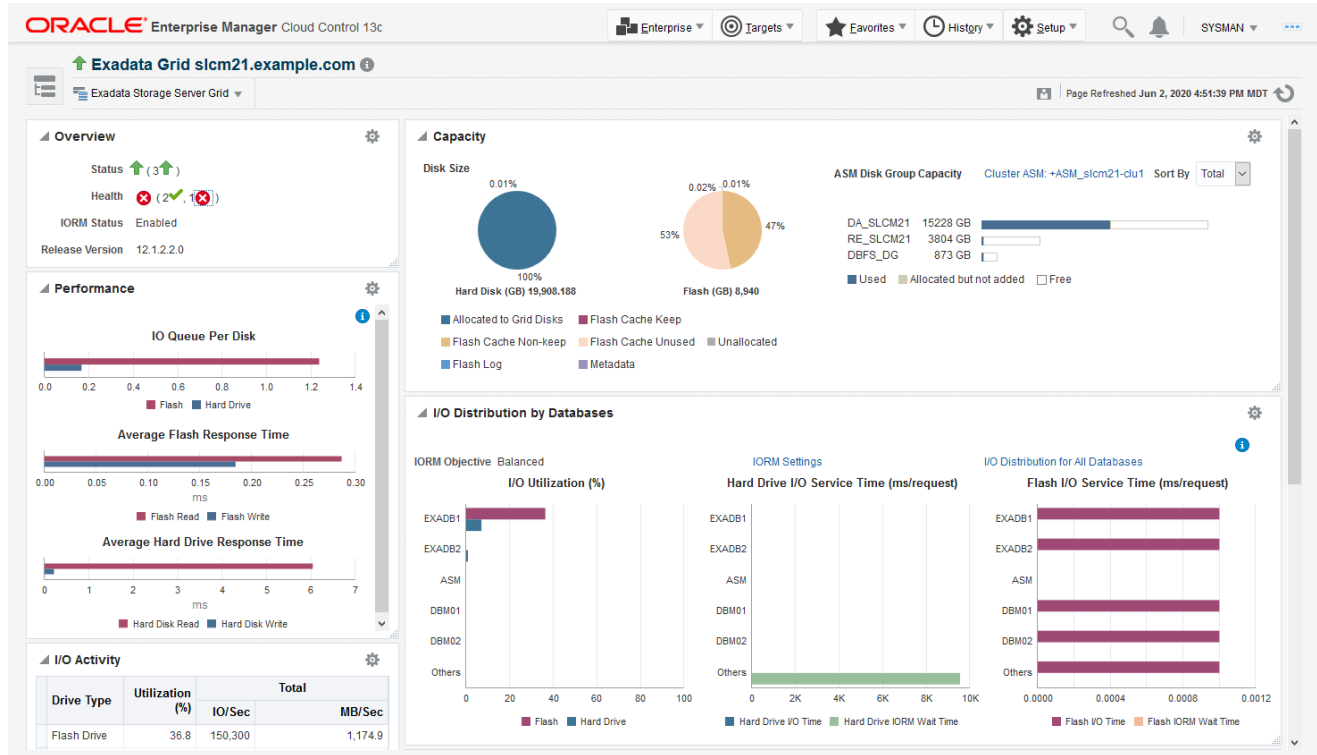 ORACLE Enterprise Manager Cloud Control 13c
Enterprise Targets Favorites History Setup SYSMAN
Exadata Grid slcm21.example.com
Exadata Storage Server Grid
Page Refreshed Jun 2, 2020 4:51:39 PM MDT
Overview
Status (3 )
Health (2 , 1 )
IORM Status Enabled
Release Version 12.1.2.2.0
Performance
IO Queue Per Disk
0.0 0.2 0.4 0.6 0.8 1.0 1.2 1.4
Flash Hard Drive
Average Flash Response Time
0.00 0.05 0.10 0.15 0.20 0.25 0.30
ms
Flash Read Flash Write
Average Hard Drive Response Time
0 1 2 3 4 5 6 7
ms
Hard Disk Read Hard Disk Write
I/O Activity
Drive Type Utilization (%) Total
IO/Sec MB/Sec
Flash Drive 36.8 150,300 1,174.9
Capacity
Disk Size
0.01%
100%
Hard Disk (GB) 19,908.188
0.02% 0.01%
53% 47%
Flash (GB) 8,940
Allocated to Grid Disks Flash Cache Keep
Flash Cache Non-keep Flash Cache Unused Unallocated
Flash Log Metadata
ASM Disk Group Capacity Cluster ASM: +ASM_slcm21-clu1 Sort By Total
DA_SLCM21 15228 GB
RE_SLCM21 3804 GB
DBFS_DG 873 GB
Used Allocated but not added Free
I/O Distribution by Databases
IORM Objective Balanced IORM Settings I/O Distribution for All Databases
I/O Utilization (%)
EXADB1
EXADB2
ASM
DBM01
DBM02
Others
0 20 40 60 80 100
Flash Hard Drive
Hard Drive I/O Service Time (ms/request)
EXADB1
EXADB2
ASM
DBM01
DBM02
Others
0 2K 4K 6K 8K 10K
Hard Drive I/O Time Hard Drive IORM Wait Time
Flash I/O Service Time (ms/request)
EXADB1
EXADB2
ASM
DBM01
DBM02
Others
0.0000 0.0004 0.0008 0.0012
Flash I/O Time Flash IORM Wait Time